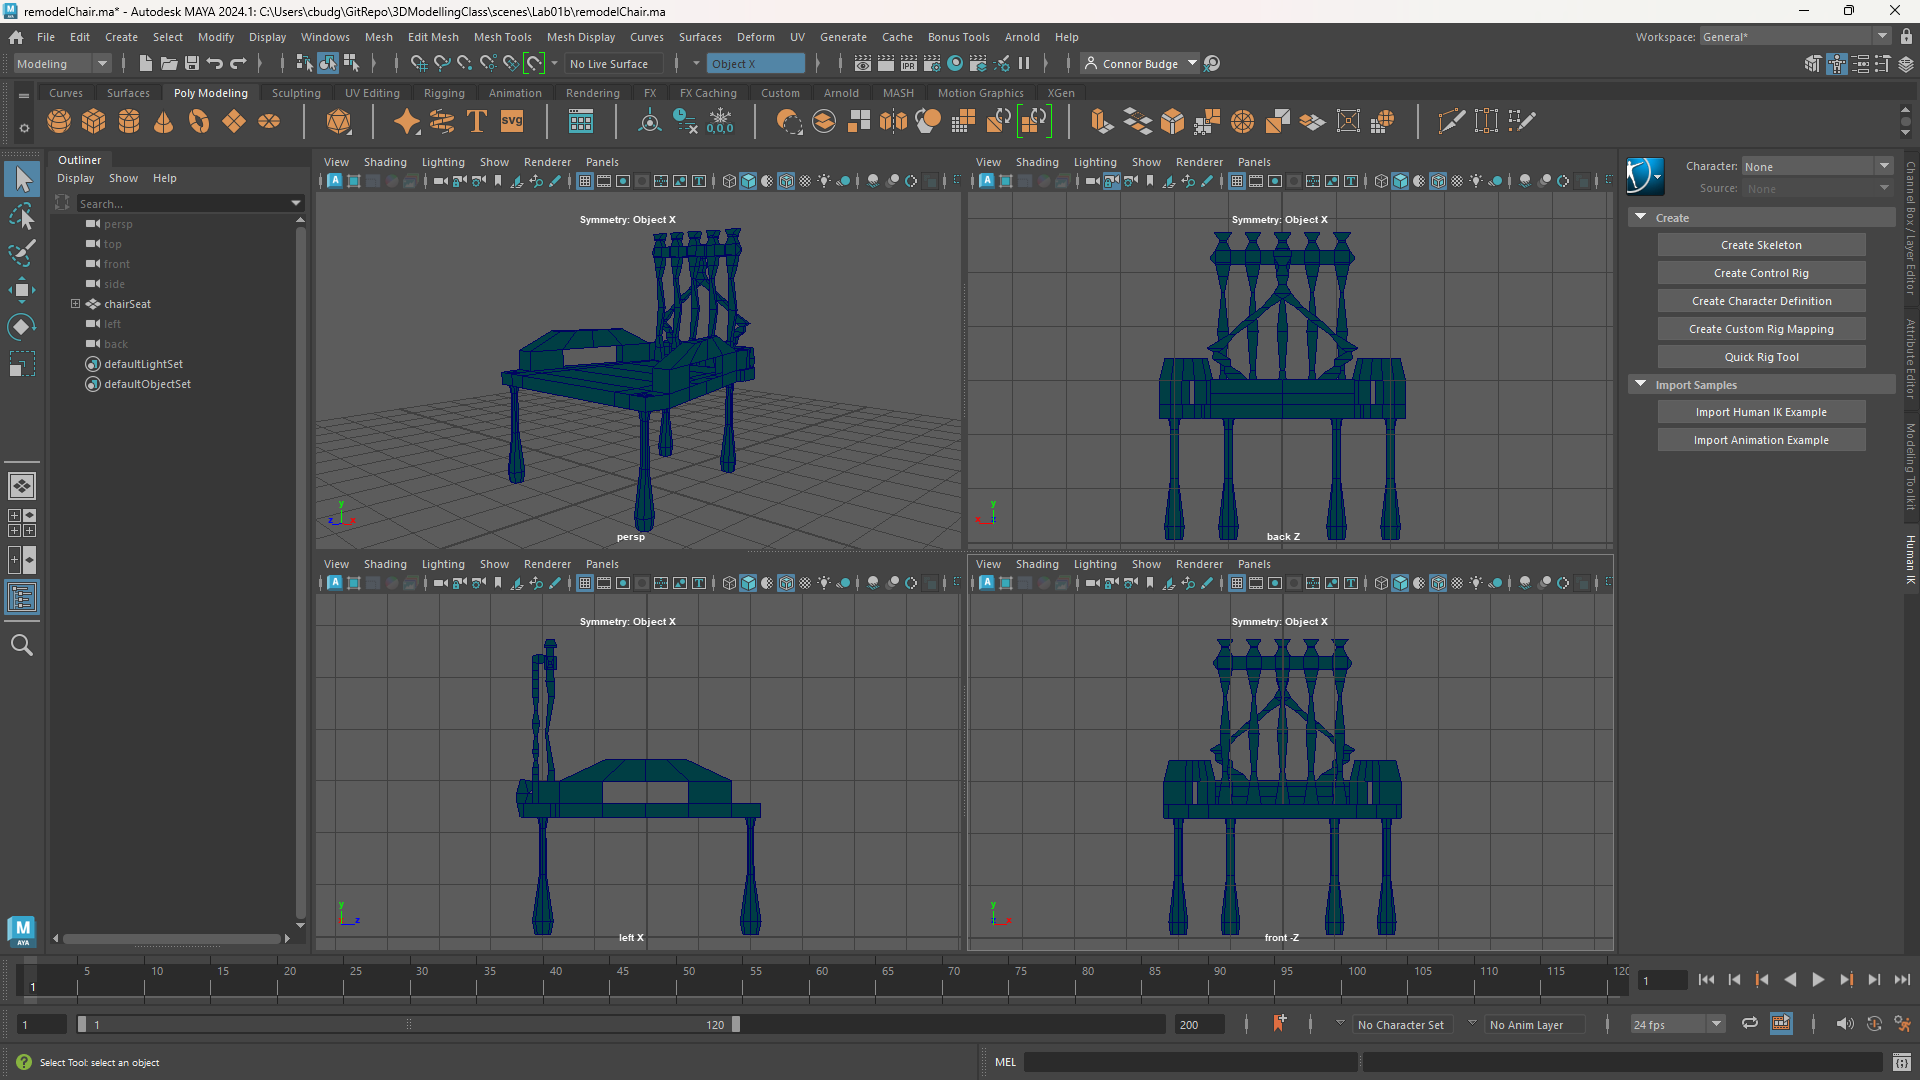 remodelChair.ma* - Autodesk MAYA 2024.1: C:\Users\cbudg\GitRepo\3DModellingClass\scenes\Lab01b\remodelChair.ma
File Edit Create Select Modify Display Windows Mesh Edit Mesh Mesh Tools Mesh Display Curves Surfaces Deform UV Generate Cache Bonus Tools Arnold Help Workspace: General*
Modeling No Live Surface Object X IPR Connor Budge
Curves Surfaces Poly Modeling Sculpting UV Editing Rigging Animation Rendering FX FX Caching Custom Arnold MASH Motion Graphics XGen
SVG 0,0,0
Outliner
Display Show Help
Search...
persp
top
front
side
chairSeat
left
back
defaultLightSet
defaultObjectSet
View Shading Lighting Show Renderer Panels
Symmetry: Object X
y
z x
persp
View Shading Lighting Show Renderer Panels
Symmetry: Object X
y
x z
back Z
View Shading Lighting Show Renderer Panels
Symmetry: Object X
y
z
left X
View Shading Lighting Show Renderer Panels
Symmetry: Object X
y
z x
front -Z
Character: None
Source: None
Create
Create Skeleton
Create Control Rig
Create Character Definition
Create Custom Rig Mapping
Quick Rig Tool
Import Samples
Import Human IK Example
Import Animation Example
Channel Box / Layer Editor
Attribute Editor
Modeling Toolkit
Human IK
M
AYA
5 10 15 20 25 30 35 40 45 50 55 60 65 70 75 80 85 90 95 100 105 110 115 120
1 1
1 1 120 200 No Character Set No Anim Layer 24 fps
Select Tool: select an object MEL